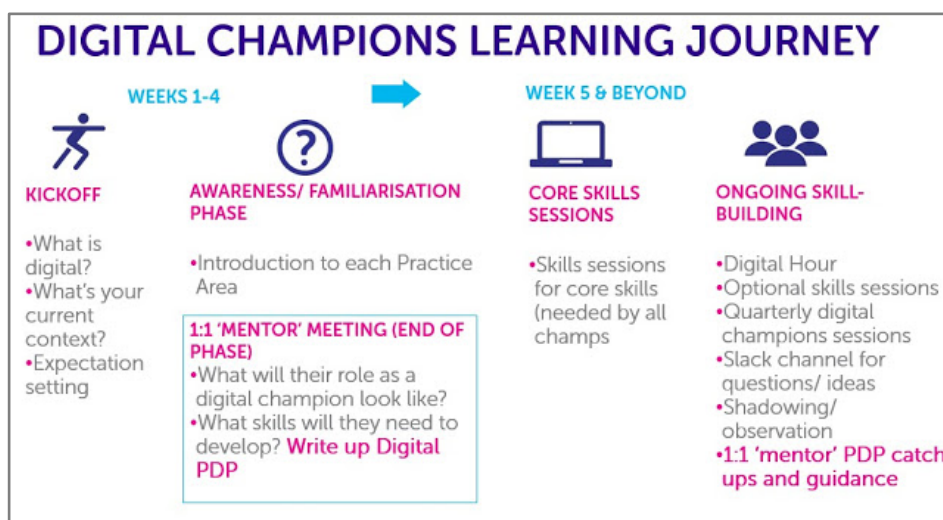 DIGITAL CHAMPIONS LEARNING JOURNEY
WEEKS 1-4
WEEK 5 & BEYOND
KICKOFF
•What is
digital?
•What's your
current
context?
•Expectation
setting
?
AWARENESS/ FAMILIARISATION
PHASE
•Introduction to each Practice
Area
1:1 'MENTOR' MEETING (END OF
PHASE)
•What will their role as a
digital champion look like?
•What skills will they need to
develop? Write up Digital
PDP
CORE SKILLS
SESSIONS
•Skills sessions
for core skills
(needed by all
champs
ONGOING SKILL-
BUILDING
•Digital Hour
•Optional skills sessions
•Quarterly digital
champions sessions
•Slack channel for
questions/ ideas
•Shadowing/
observation
•1:1 'mentor' PDP catch
ups and guidance